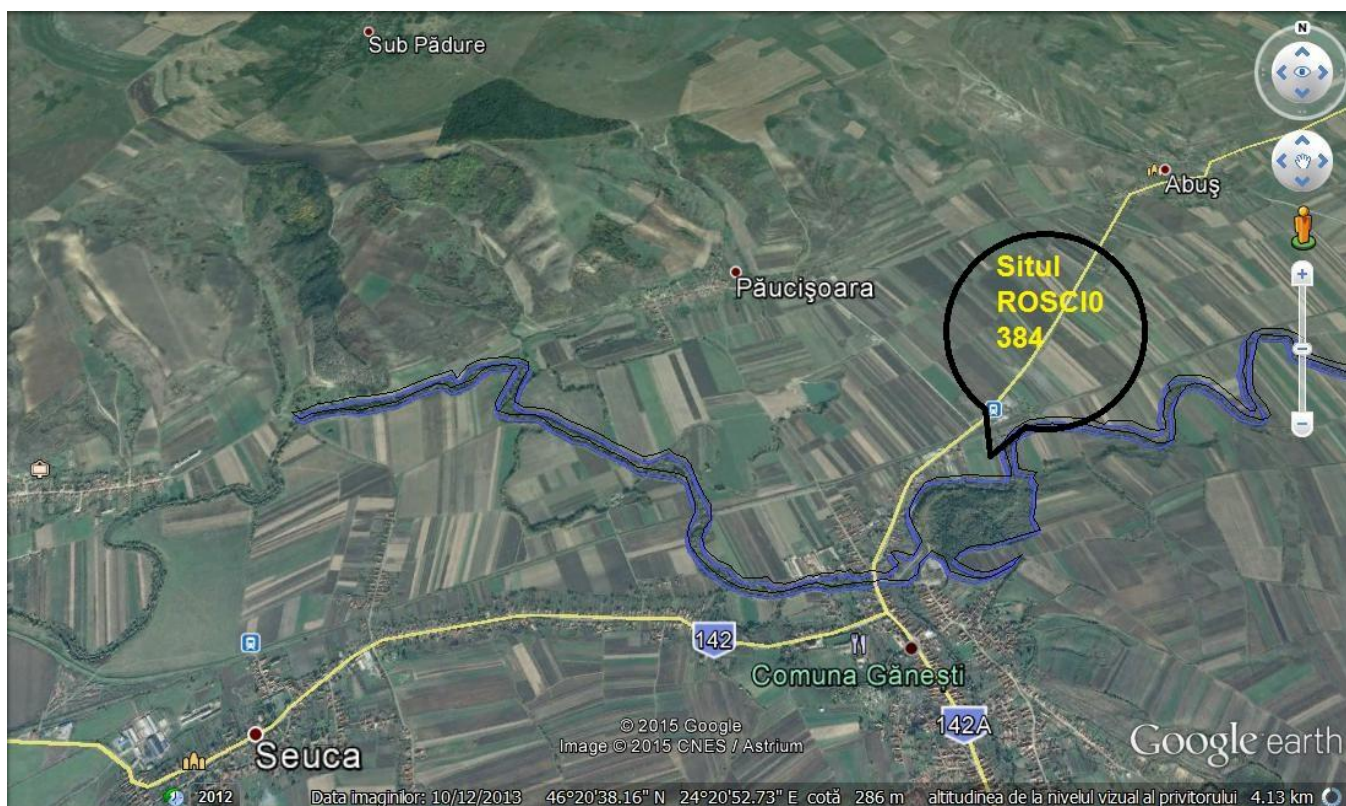 N
Sub Pădure
Abuş
Situl
ROSCI0
384
Păucişoara
142
Comuna Găneşti
142A
© 2015 Google
Image © 2015 CNES / Astrium
Google earth
Seuca
2012
Data imaginilor: 10/12/2013 46°20'38.16" N 24°20'52.73" E cotă 286 m altitudinea de la nivelul vizual al privitorului 4.13 km